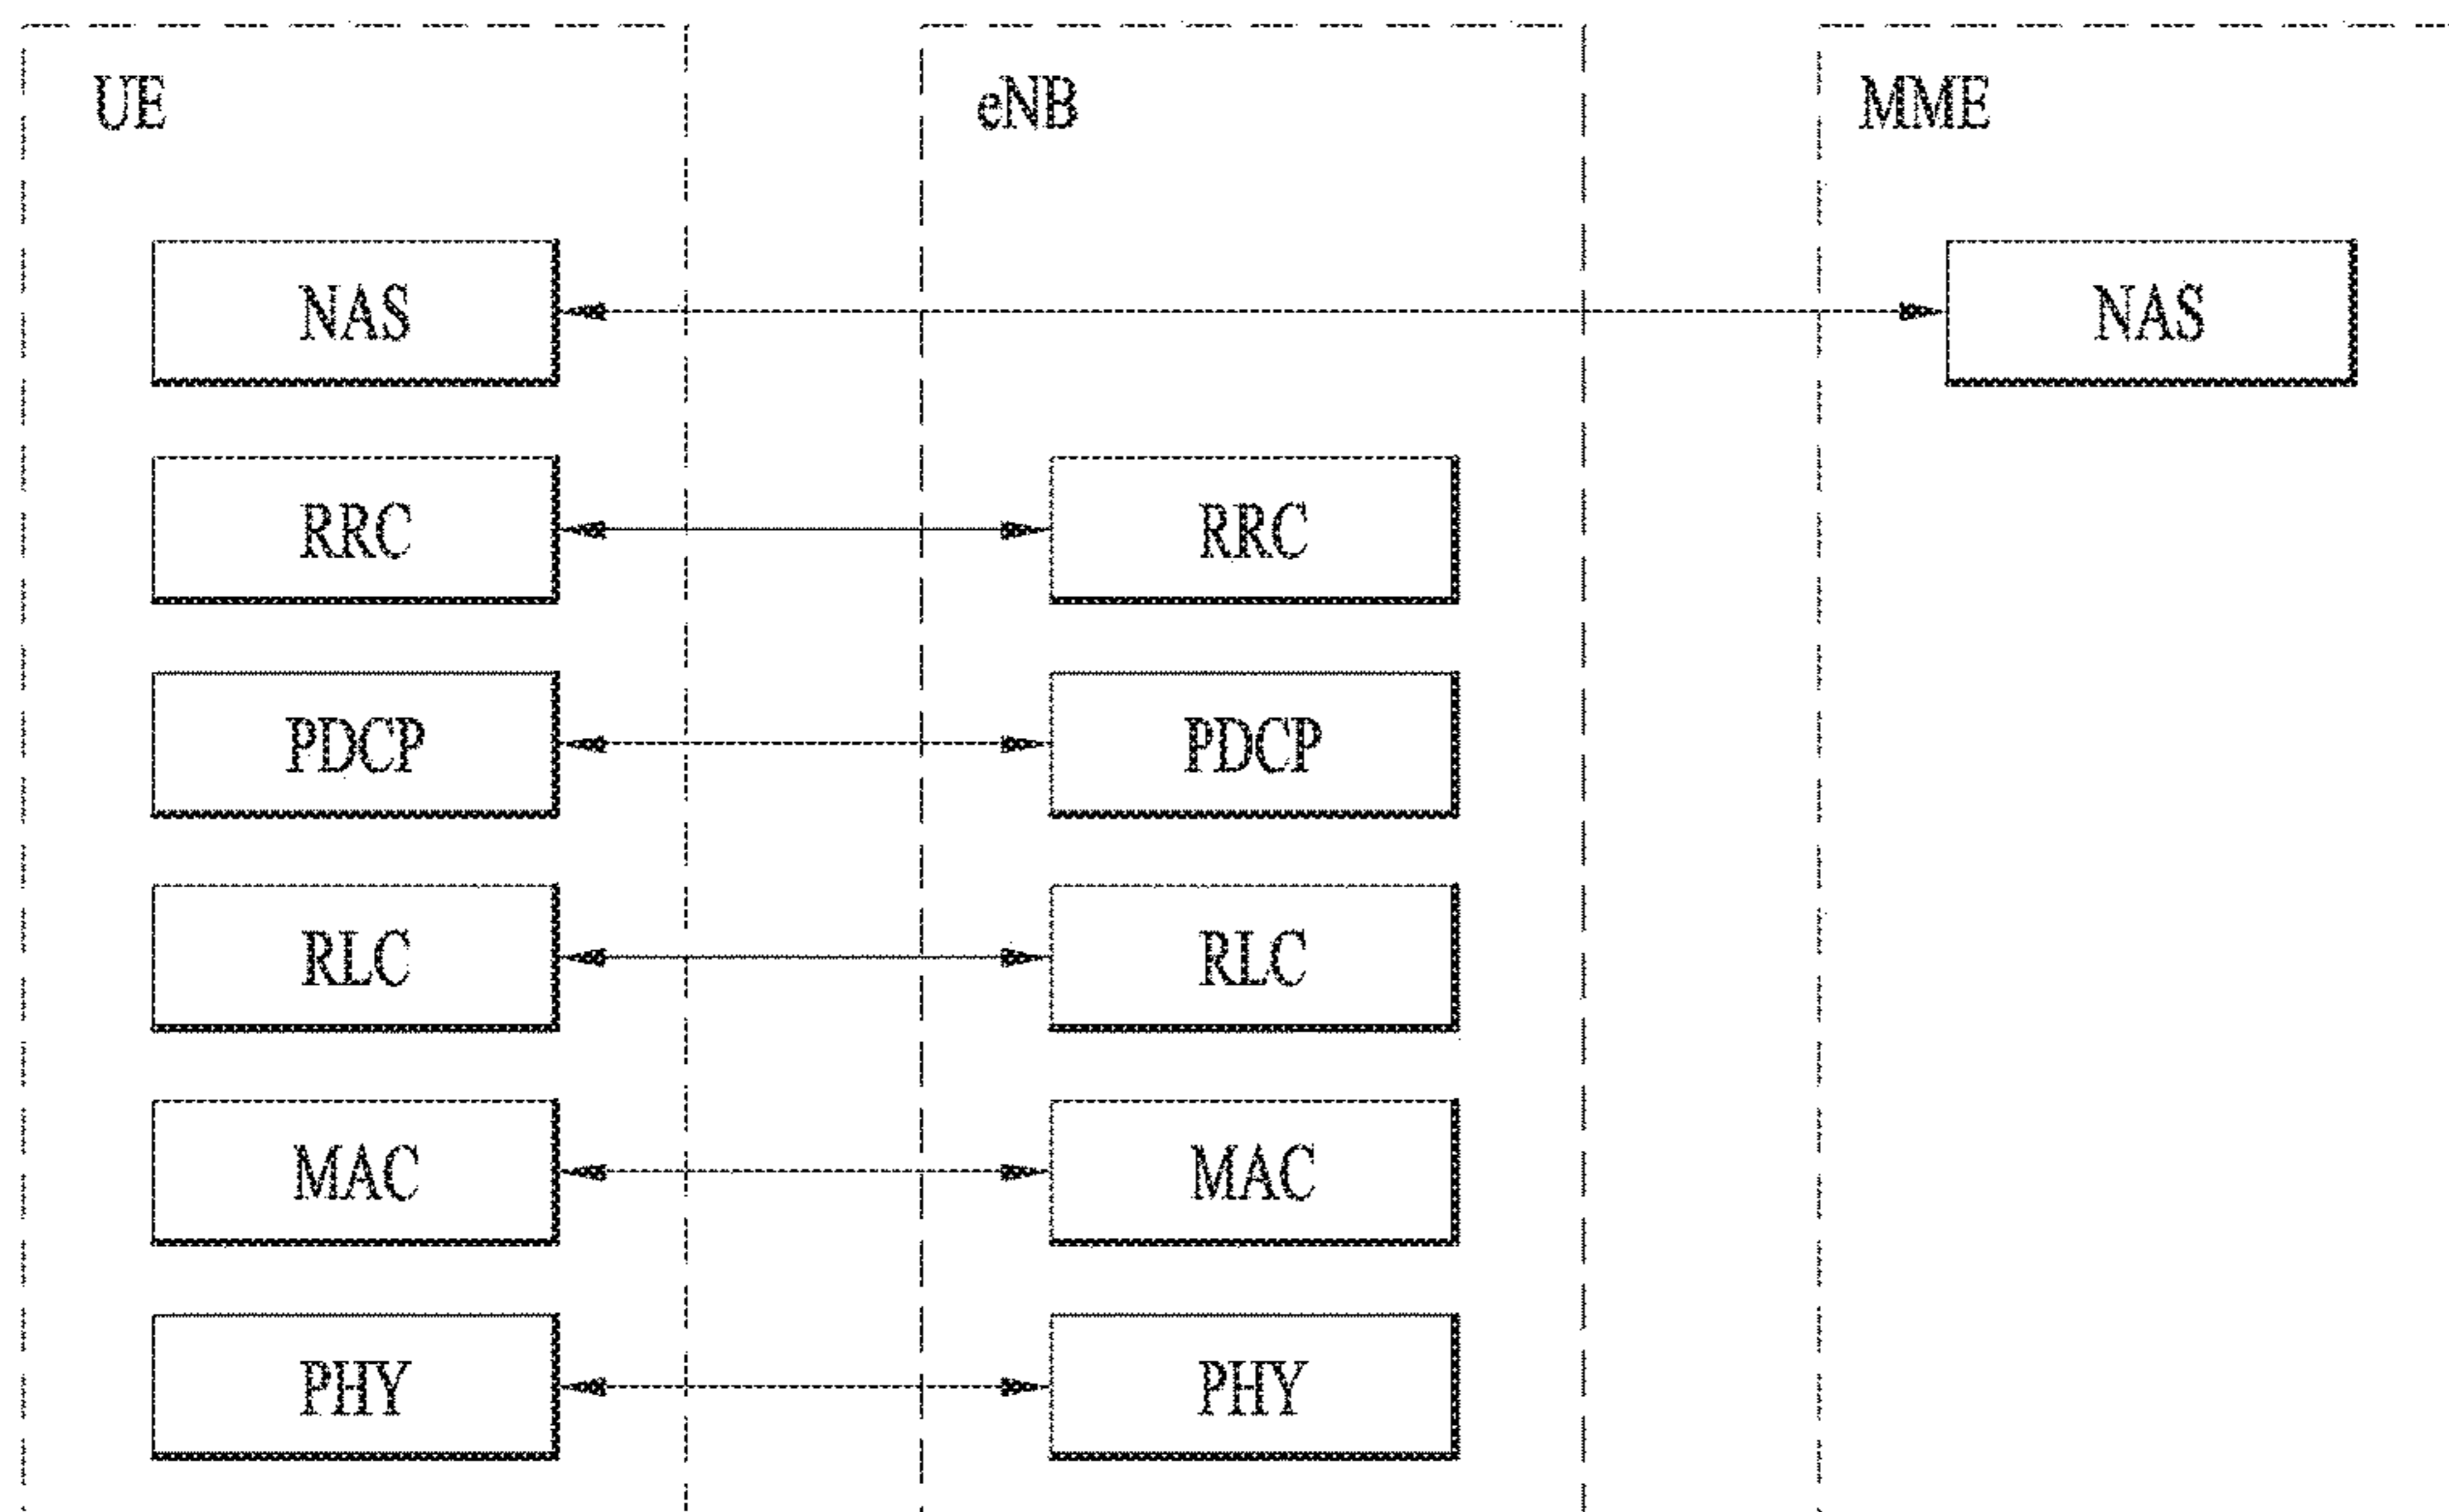 UE eNB MME
NAS NAS
RRC RRC
PDCP PDCP
RLC RLC
MAC MAC
PHY PHY